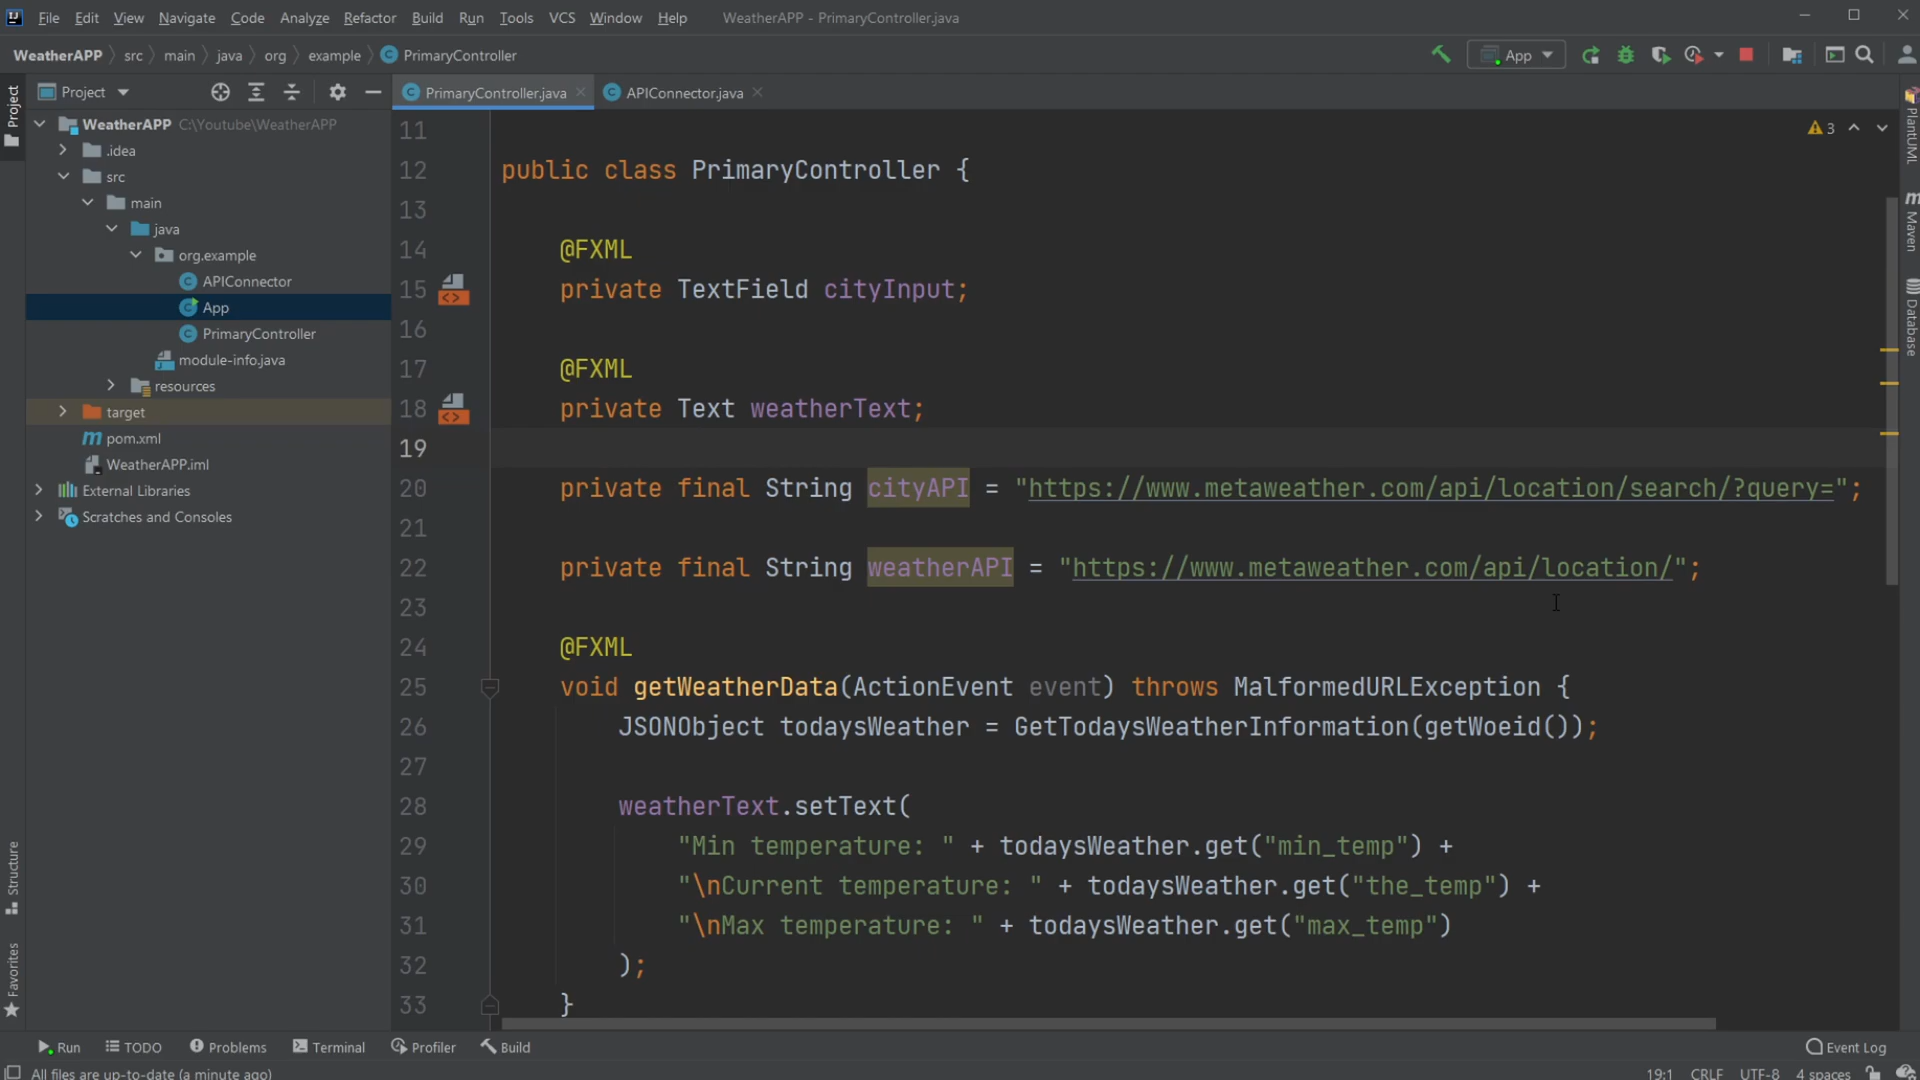 File Edit View Navigate Code Analyze Refactor Build Run Tools VCS Window Help WeatherAPP - PrimaryController.java
WeatherAPP src main java org example PrimaryController App
Project PrimaryController.java APIConnector.java
Project
WeatherAPP C:\Youtube\WeatherAPP
.idea
src
main
java
org.example
APIConnector
App
PrimaryController
module-info.java
resources
target
pom.xml
WeatherAPP.iml
External Libraries
Scratches and Consoles
Structure
Favorites
3
11
12 public class PrimaryController {
13
14 @FXML
15 private TextField cityInput;
16
17 @FXML
18 private Text weatherText;
19
20 private final String cityAPI = "https://www.metaweather.com/api/location/search/?query=";
21
22 private final String weatherAPI = "https://www.metaweather.com/api/location/";
23
24 @FXML
25 void getWeatherData(ActionEvent event) throws MalformedURLException {
26 JSONObject todaysWeather = GetTodaysWeatherInformation(getWoeid());
27
28 weatherText.setText(
29 "Min temperature: " + todaysWeather.get("min_temp") +
30 "\nCurrent temperature: " + todaysWeather.get("the_temp") +
31 "\nMax temperature: " + todaysWeather.get("max_temp")
32 );
33 }
PlantUML
Maven
Database
Run TODO Problems Terminal Profiler Build Event Log
All files are up-to-date (a minute ago) 19:1 CRLF UTF-8 4 spaces